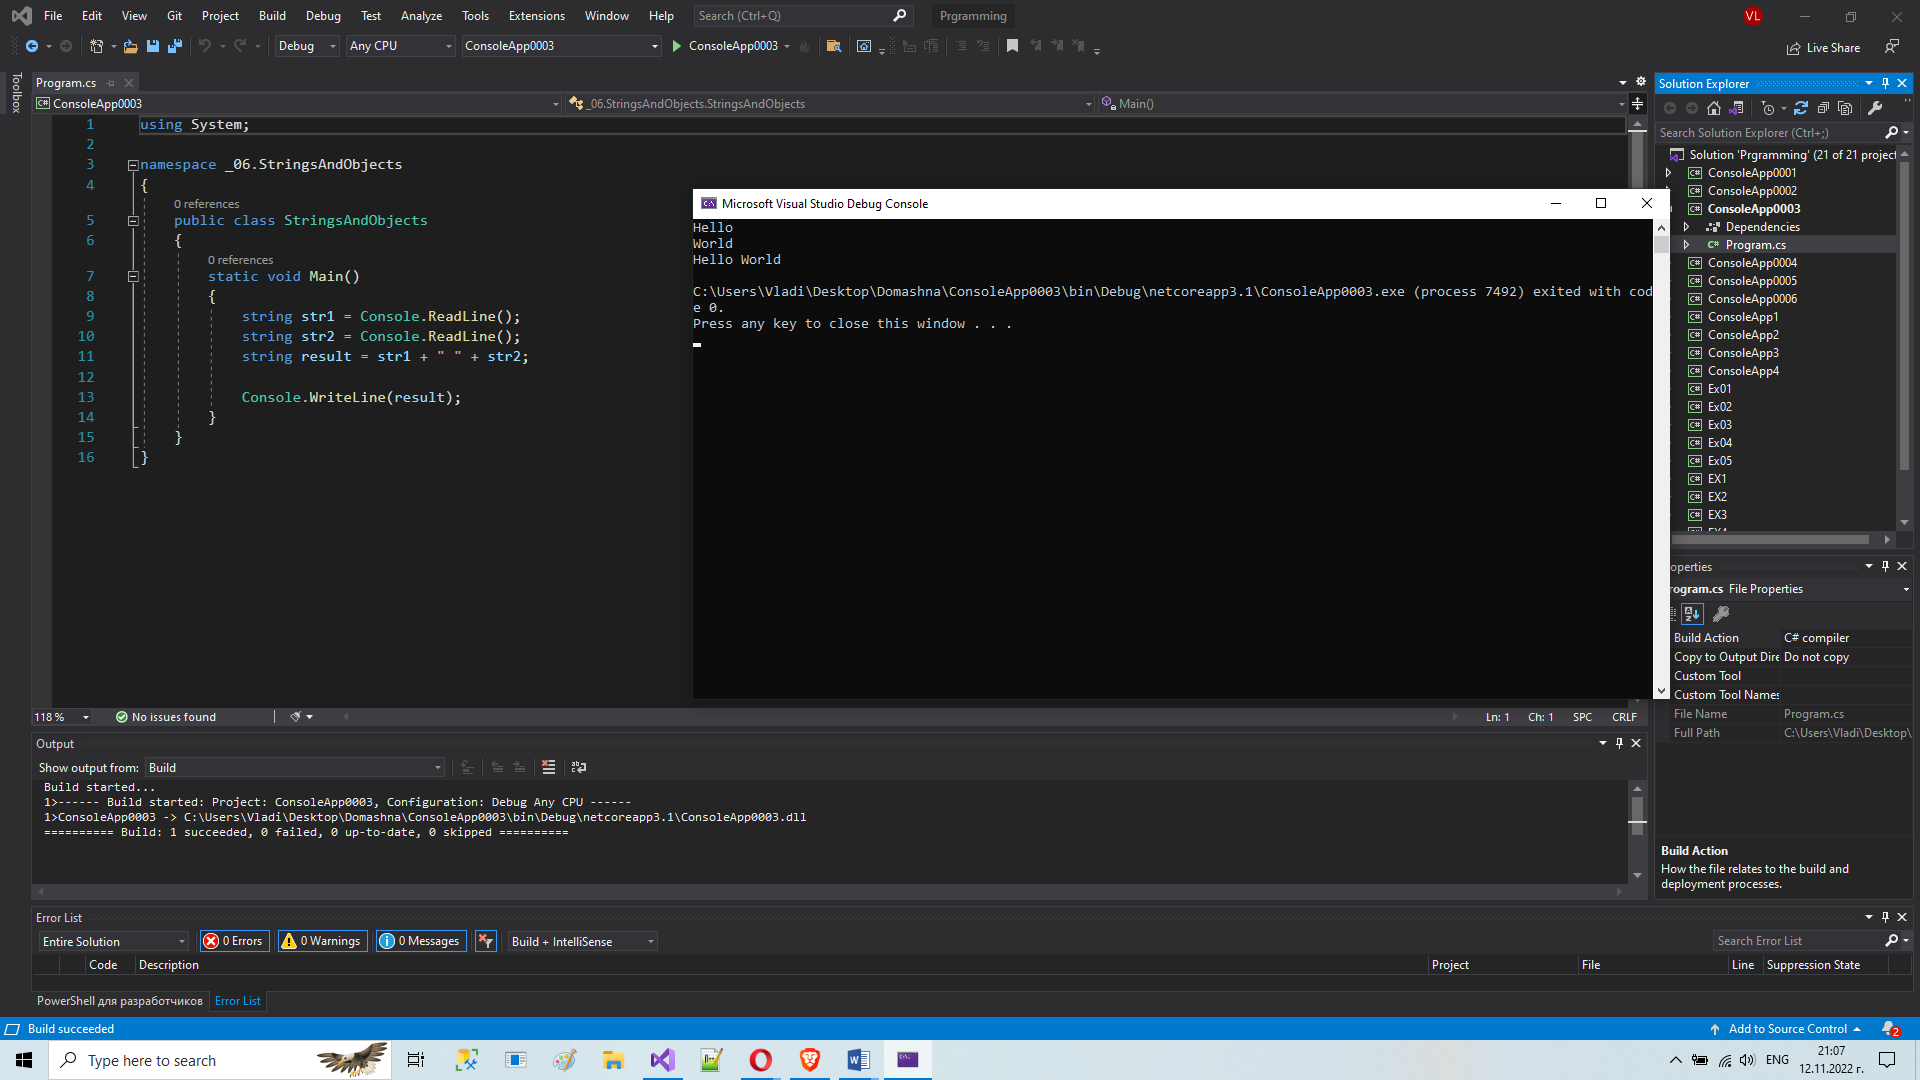 File Edit View Git Project Build Debug Test Analyze Tools Extensions Window Help Search (Ctrl+Q) Prgramming VL
Debug Any CPU ConsoleApp0003 ConsoleApp0003 Live Share
Toolbox
Program.cs
ConsoleApp0003 _06.StringsAndObjects.StringsAndObjects Main()
1 using System;
2
3 namespace _06.StringsAndObjects
4 {
0 references
5 public class StringsAndObjects
6 {
0 references
7 static void Main()
8 {
9 string str1 = Console.ReadLine();
10 string str2 = Console.ReadLine();
11 string result = str1 + " " + str2;
12
13 Console.WriteLine(result);
14 }
15 }
16 }
118 % No issues found Ln: 1 Ch: 1 SPC CRLF
Microsoft Visual Studio Debug Console
Hello
World
Hello World
C:\Users\Vladi\Desktop\Domashna\ConsoleApp0003\bin\Debug\netcoreapp3.1\ConsoleApp0003.exe (process 7492) exited with cod
e 0.
Press any key to close this window . . .
Solution Explorer
Search Solution Explorer (Ctrl+;)
Solution 'Prgramming' (21 of 21 project
ConsoleApp0001
ConsoleApp0002
ConsoleApp0003
Dependencies
Program.cs
ConsoleApp0004
ConsoleApp0005
ConsoleApp0006
ConsoleApp1
ConsoleApp2
ConsoleApp3
ConsoleApp4
Ex01
Ex02
Ex03
Ex04
Ex05
EX1
EX2
EX3
operties
rogram.cs File Properties
Build Action C# compiler
Copy to Output Dire Do not copy
Custom Tool
Custom Tool Names
File Name Program.cs
Full Path C:\Users\Vladi\Desktop\
Build Action
How the file relates to the build and
deployment processes.
Output
Show output from: Build
Build started...
1>------ Build started: Project: ConsoleApp0003, Configuration: Debug Any CPU ------
1>ConsoleApp0003 -> C:\Users\Vladi\Desktop\Domashna\ConsoleApp0003\bin\Debug\netcoreapp3.1\ConsoleApp0003.dll
========== Build: 1 succeeded, 0 failed, 0 up-to-date, 0 skipped ==========
Error List
Entire Solution 0 Errors 0 Warnings 0 Messages Build + IntelliSense Search Error List
Code Description Project File Line Suppression State
PowerShell для разработчиков Error List
Build succeeded Add to Source Control 2
Type here to search ENG 21:07
12.11.2022 г.